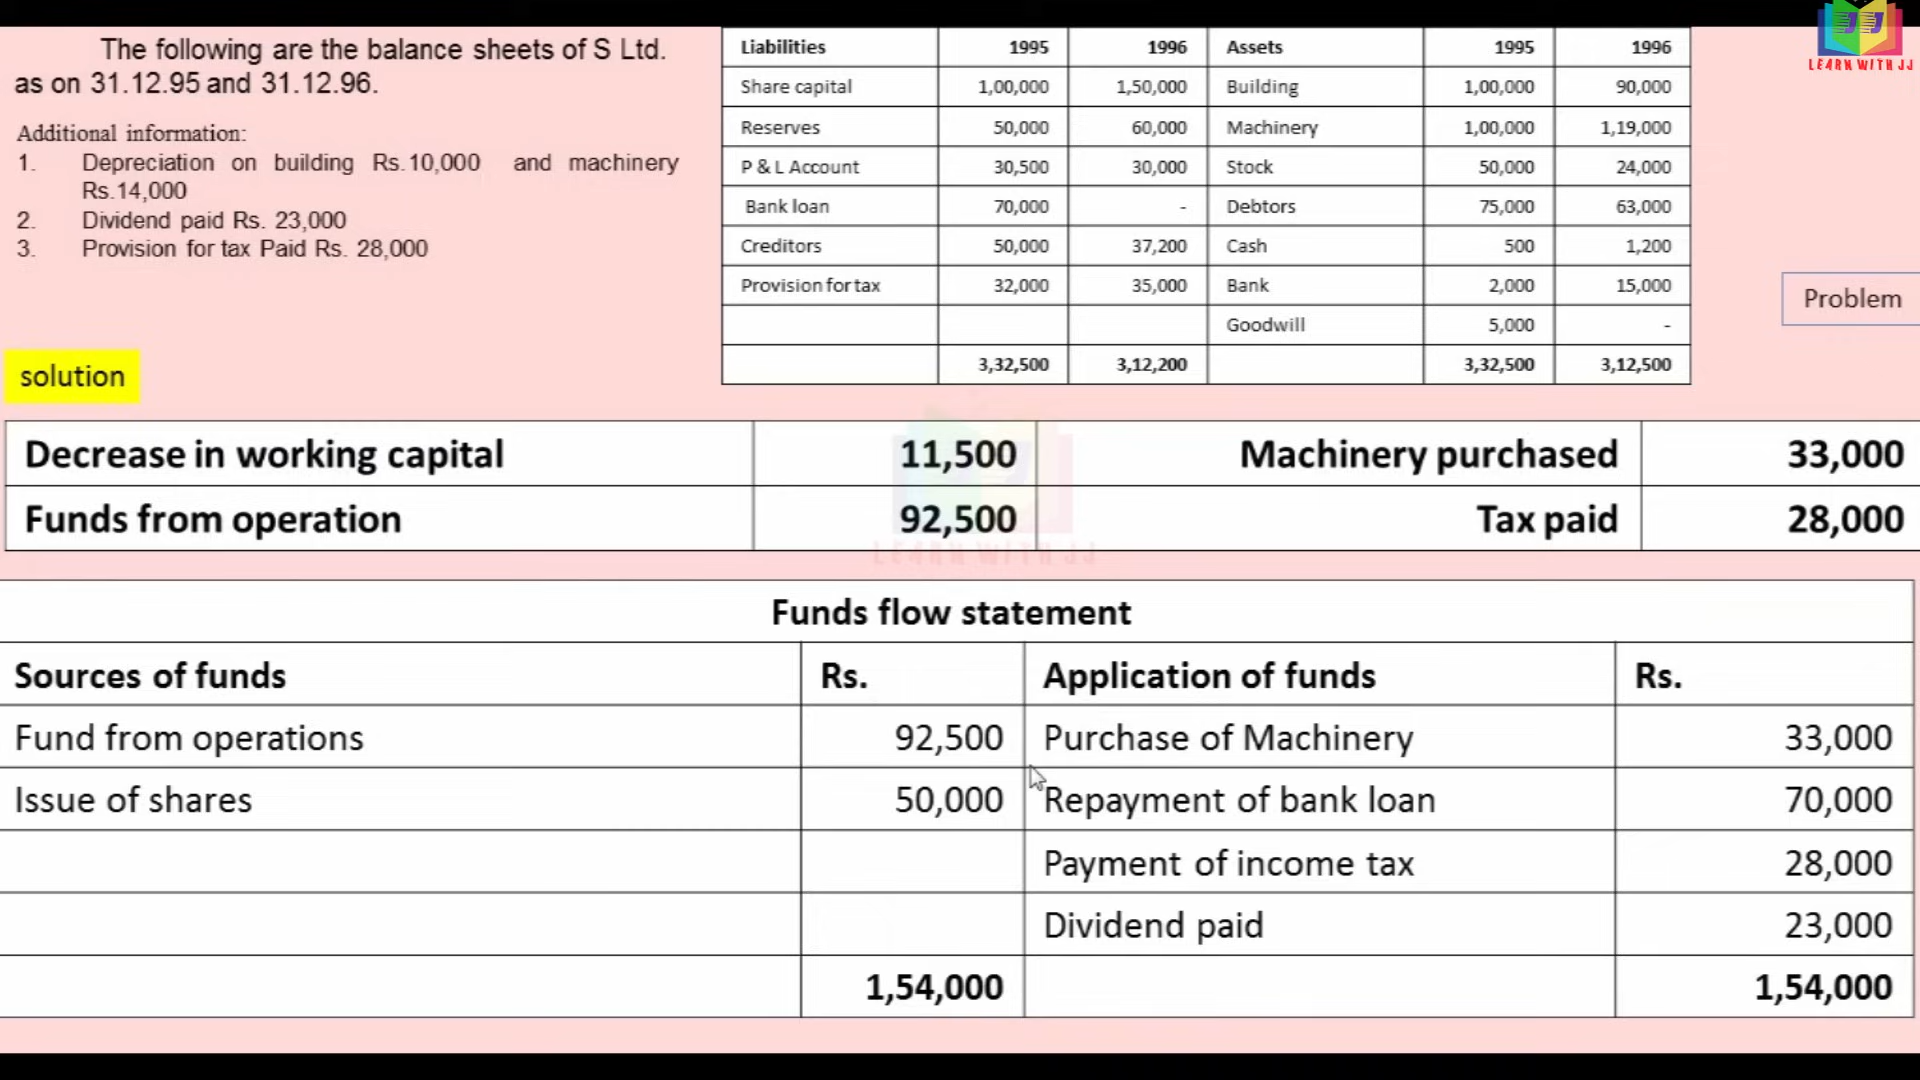 The following are the balance sheets of S Ltd.
as on 31.12.95 and 31.12.96.
Additional information:
1. Depreciation on building Rs.10,000 and machinery
Rs.14,000
2. Dividend paid Rs. 23,000
3. Provision for tax Paid Rs. 28,000
Liabilities 1995 1996 Assets 1995 1996
Share capital 1,00,000 1,50,000 Building 1,00,000 90,000
Reserves 50,000 60,000 Machinery 1,00,000 1,19,000
P & L Account 30,500 30,000 Stock 50,000 24,000
Bank loan 70,000 - Debtors 75,000 63,000
Creditors 50,000 37,200 Cash 500 1,200
Provision for tax 32,000 35,000 Bank 2,000 15,000
Goodwill 5,000 -
3,32,500 3,12,200 3,32,500 3,12,500
LEARN WITH JJ
Problem
solution
Decrease in working capital 11,500 Machinery purchased 33,000
Funds from operation 92,500 Tax paid 28,000
LEARN WITH JJ
Funds flow statement
Sources of funds Rs. Application of funds Rs.
Fund from operations 92,500 Purchase of Machinery 33,000
Issue of shares 50,000 Repayment of bank loan 70,000
Payment of income tax 28,000
Dividend paid 23,000
1,54,000 1,54,000